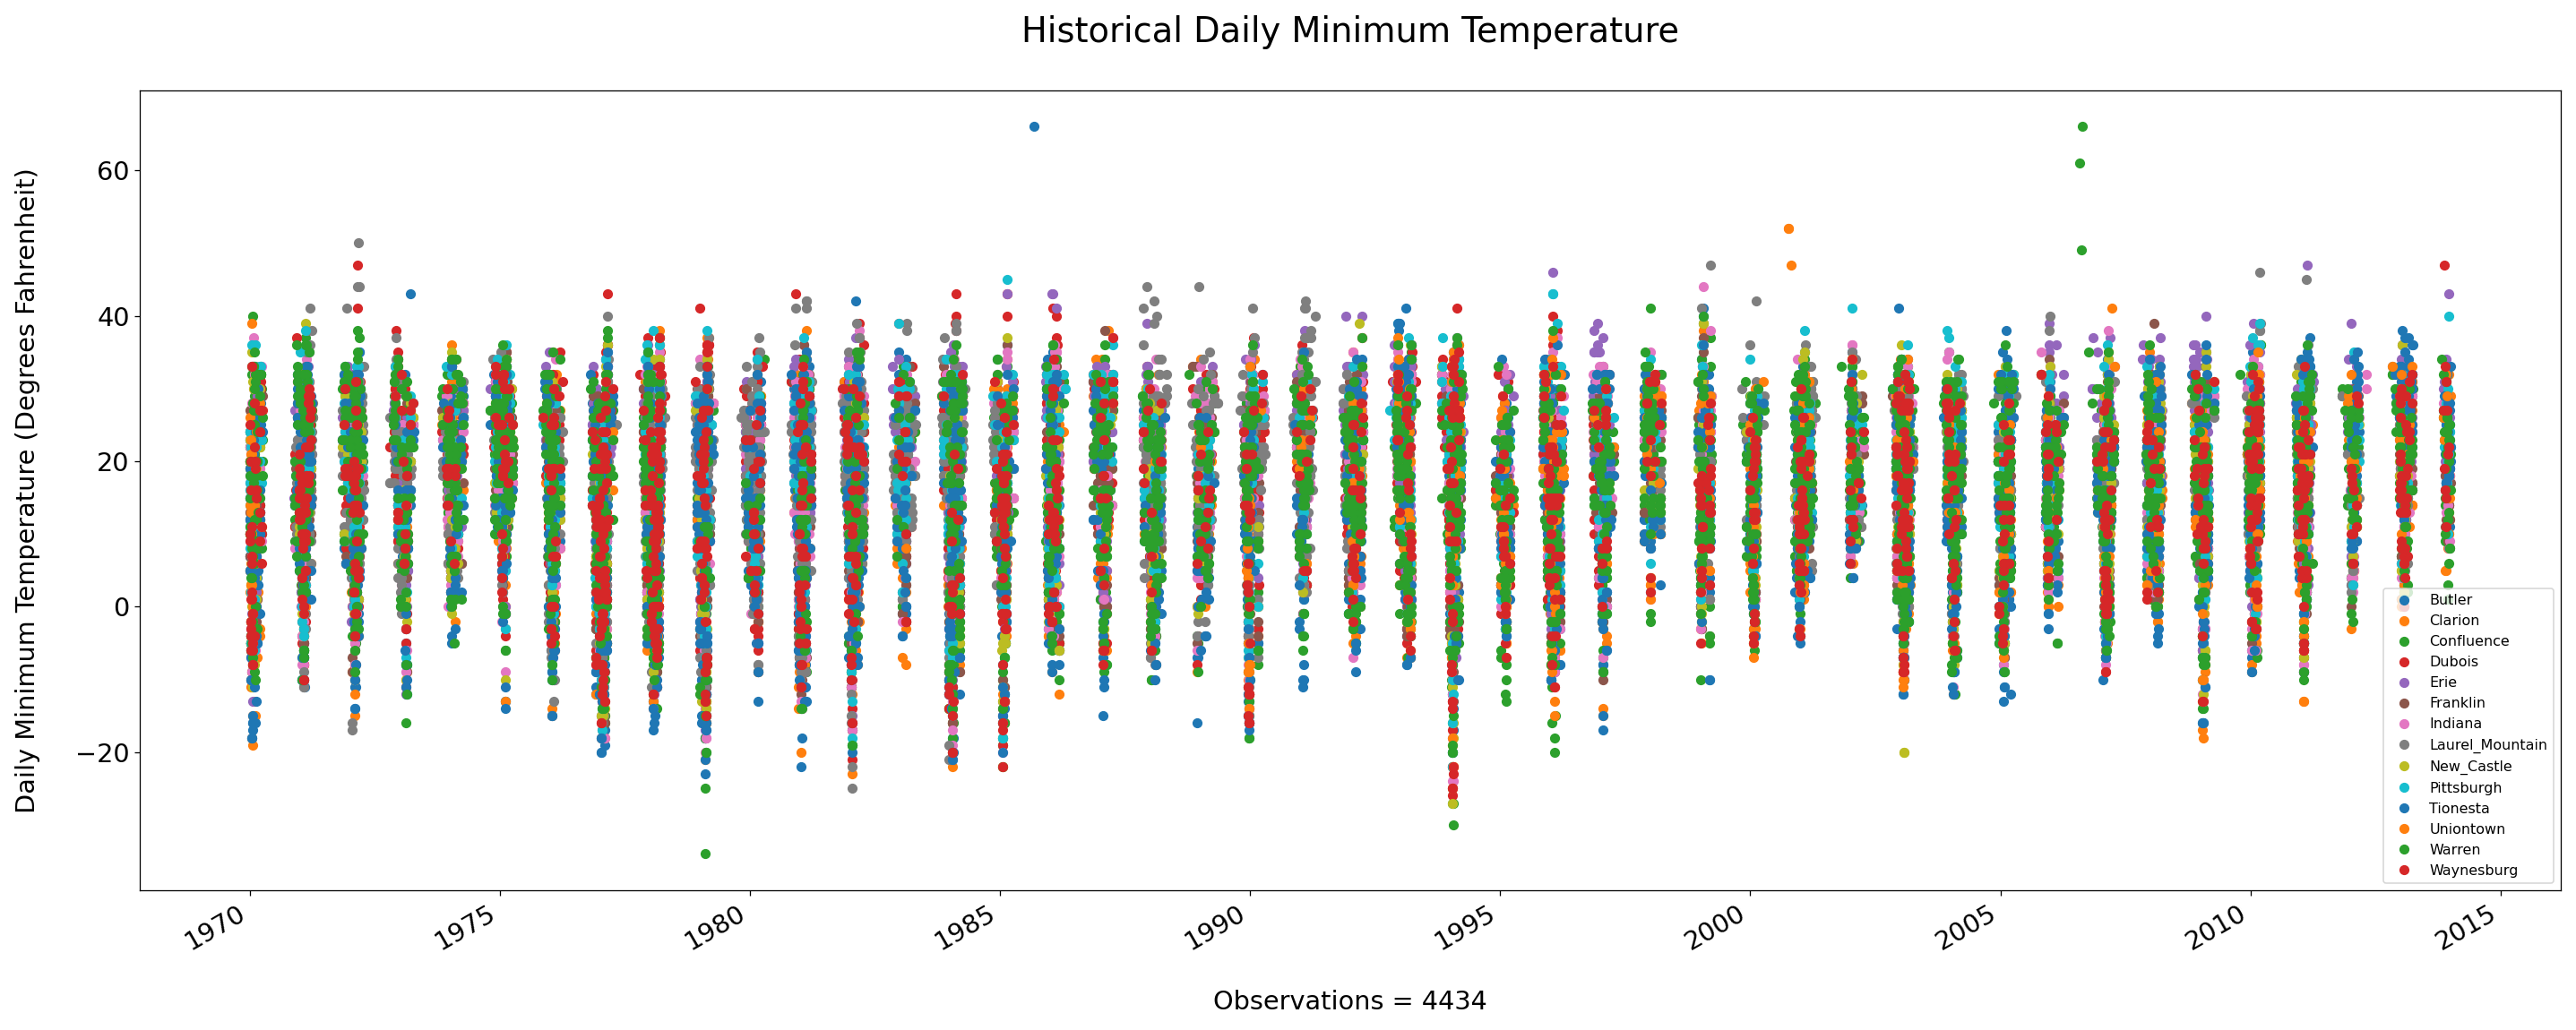 Historical Daily Minimum Temperature
Daily Minimum Temperature (Degrees Fahrenheit)
60
40
20
0
−20
1970
1975
1980
1985
1990
1995
2000
2005
2010
2015
Butler
Clarion
Confluence
Dubois
Erie
Franklin
Indiana
Laurel_Mountain
New_Castle
Pittsburgh
Tionesta
Uniontown
Warren
Waynesburg
Observations = 4434